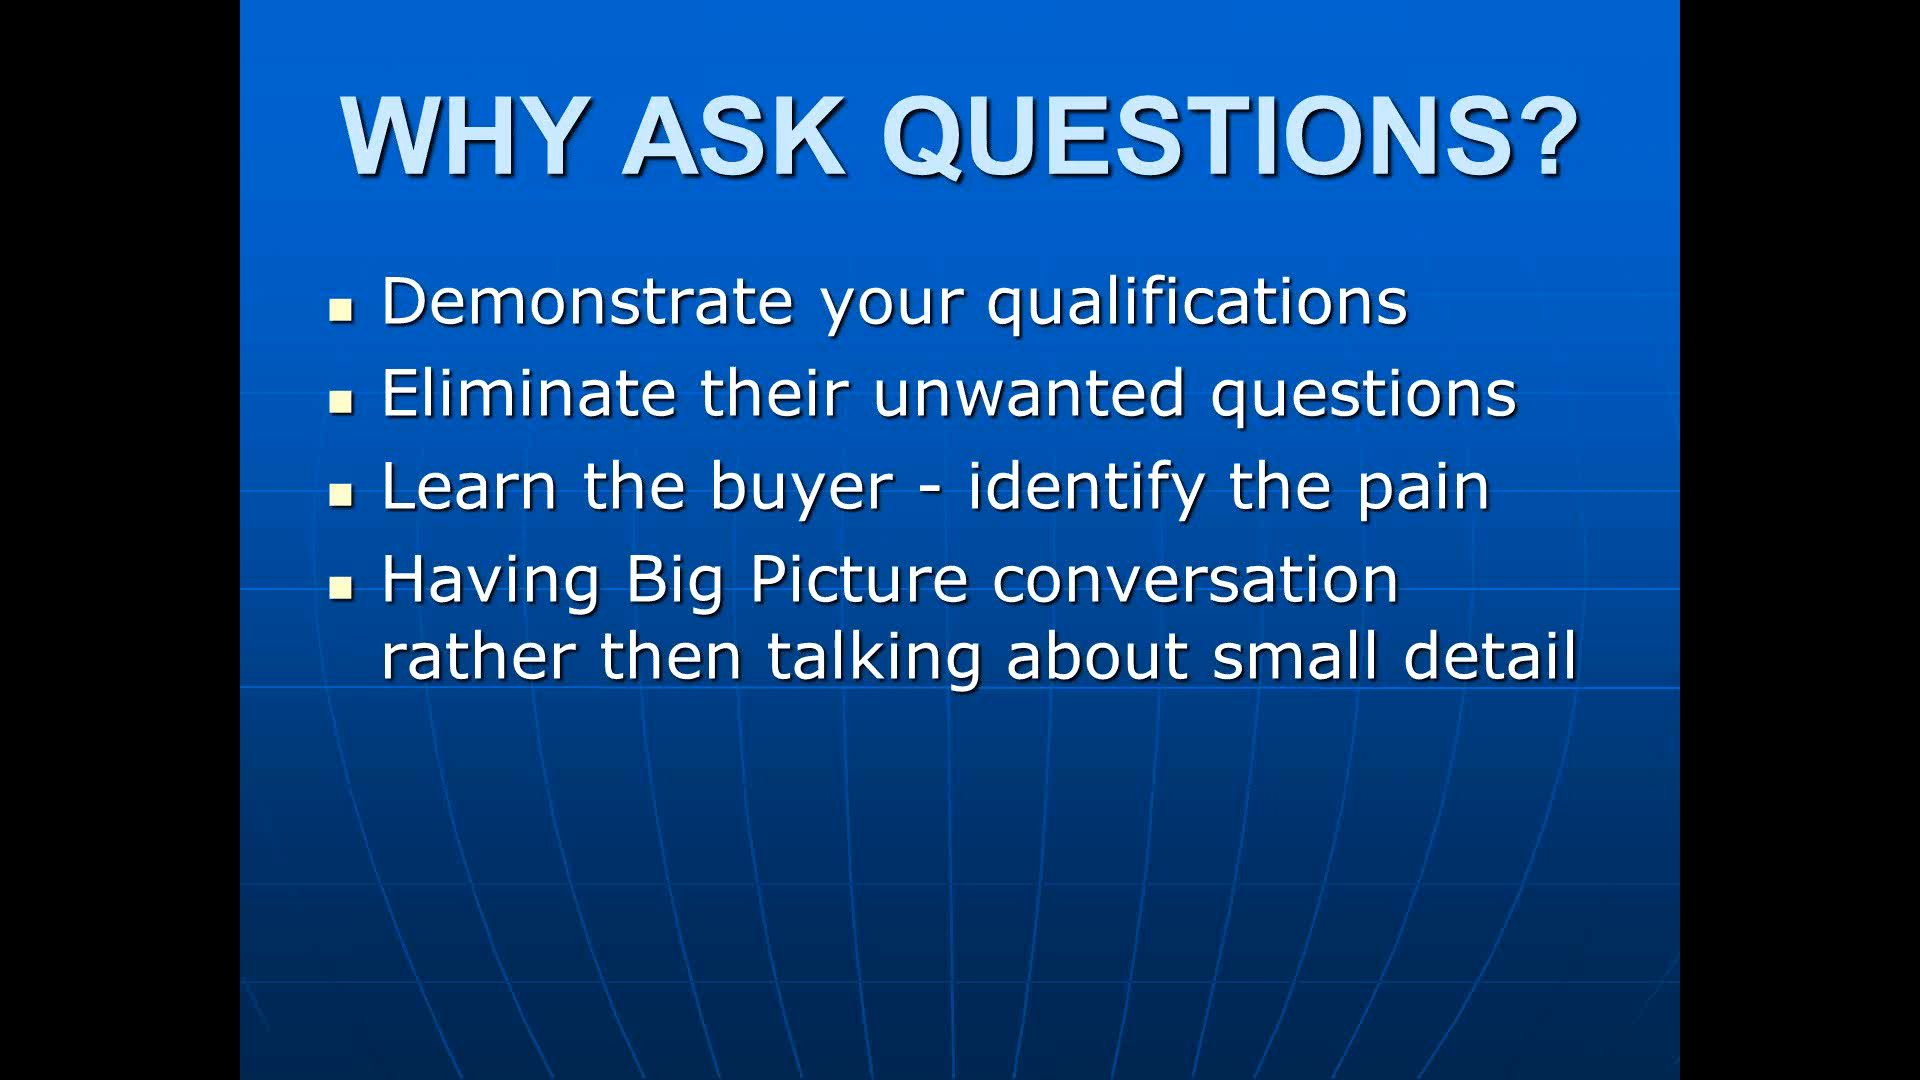 WHY ASK QUESTIONS?
Demonstrate your qualifications
Eliminate their unwanted questions
Learn the buyer - identify the pain
Having Big Picture conversation
rather then talking about small detail